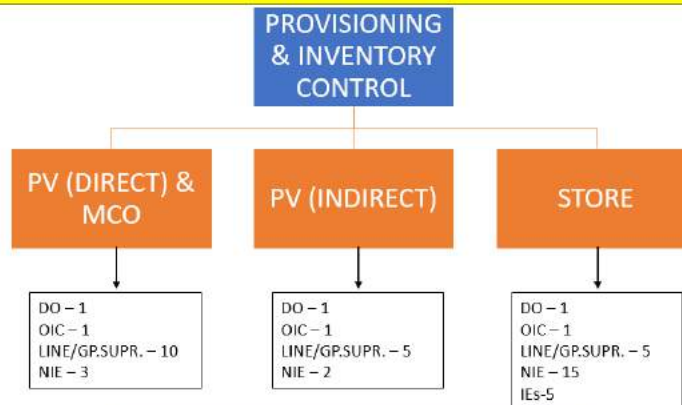 PROVISIONING
& INVENTORY
CONTROL
PV (DIRECT) &
MCO
PV (INDIRECT)
STORE
DO – 1
OIC – 1
LINE/GP.SUPR. – 10
NIE – 3
DO – 1
OIC – 1
LINE/GP.SUPR. – 5
NIE – 2
DO – 1
OIC – 1
LINE/GP.SUPR. – 5
NIE – 15
IEs-5